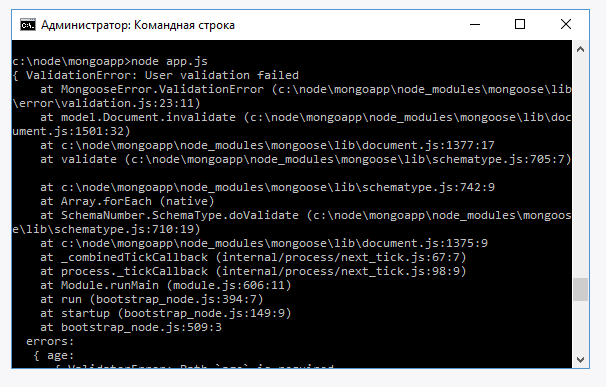 Администратор: Командная строка
c:\node\mongoapp>node app.js
{ ValidationError: User validation failed
    at MongooseError.ValidationError (c:\node\mongoapp\node_modules\mongoose\lib
\error\validation.js:23:11)
    at model.Document.invalidate (c:\node\mongoapp\node_modules\mongoose\lib\doc
ument.js:1501:32)
    at c:\node\mongoapp\node_modules\mongoose\lib\document.js:1377:17
    at validate (c:\node\mongoapp\node_modules\mongoose\lib\schematype.js:705:7)
    at c:\node\mongoapp\node_modules\mongoose\lib\schematype.js:742:9
    at Array.forEach (native)
    at SchemaNumber.SchemaType.doValidate (c:\node\mongoapp\node_modules\mongoos
e\lib\schematype.js:710:19)
    at c:\node\mongoapp\node_modules\mongoose\lib\document.js:1375:9
    at _combinedTickCallback (internal/process/next_tick.js:67:7)
    at process._tickCallback (internal/process/next_tick.js:98:9)
    at Module.runMain (module.js:606:11)
    at run (bootstrap_node.js:394:7)
    at startup (bootstrap_node.js:149:9)
    at bootstrap_node.js:509:3
  errors:
   { age:
      { ValidatorError: Path `age` is required.